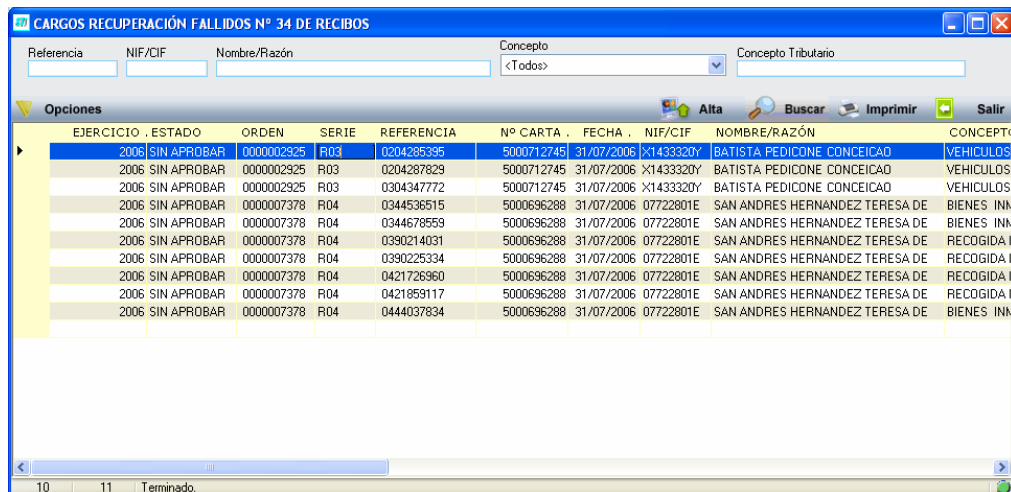 CARGOS RECUPERACIÓN FALLIDOS Nº 34 DE RECIBOS
Referencia NIF/CIF Nombre/Razón Concepto Concepto Tributario
<Todos>
Opciones Alta Buscar Imprimir Salir
EJERCICIO . ESTADO ORDEN SERIE REFERENCIA Nº CARTA . FECHA . NIF/CIF NOMBRE/RAZÓN CONCEPTO
2006 SIN APROBAR 0000002925 R03 0204285395 5000712745 31/07/2006 X1433320Y BATISTA PEDICONE CONCEICAO VEHICULOS
2006 SIN APROBAR 0000002925 R03 0204287829 5000712745 31/07/2006 X1433320Y BATISTA PEDICONE CONCEICAO VEHICULOS
2006 SIN APROBAR 0000002925 R03 0304347772 5000712745 31/07/2006 X1433320Y BATISTA PEDICONE CONCEICAO VEHICULOS
2006 SIN APROBAR 0000007378 R04 0344536515 5000696288 31/07/2006 07722801E SAN ANDRES HERNANDEZ TERESA DE BIENES INM
2006 SIN APROBAR 0000007378 R04 0344678559 5000696288 31/07/2006 07722801E SAN ANDRES HERNANDEZ TERESA DE BIENES INM
2006 SIN APROBAR 0000007378 R04 0390214031 5000696288 31/07/2006 07722801E SAN ANDRES HERNANDEZ TERESA DE RECOGIDA
2006 SIN APROBAR 0000007378 R04 0390225334 5000696288 31/07/2006 07722801E SAN ANDRES HERNANDEZ TERESA DE RECOGIDA
2006 SIN APROBAR 0000007378 R04 0421726960 5000696288 31/07/2006 07722801E SAN ANDRES HERNANDEZ TERESA DE RECOGIDA
2006 SIN APROBAR 0000007378 R04 0421859117 5000696288 31/07/2006 07722801E SAN ANDRES HERNANDEZ TERESA DE RECOGIDA
2006 SIN APROBAR 0000007378 R04 0444037834 5000696288 31/07/2006 07722801E SAN ANDRES HERNANDEZ TERESA DE BIENES INM
10 11 Terminado.